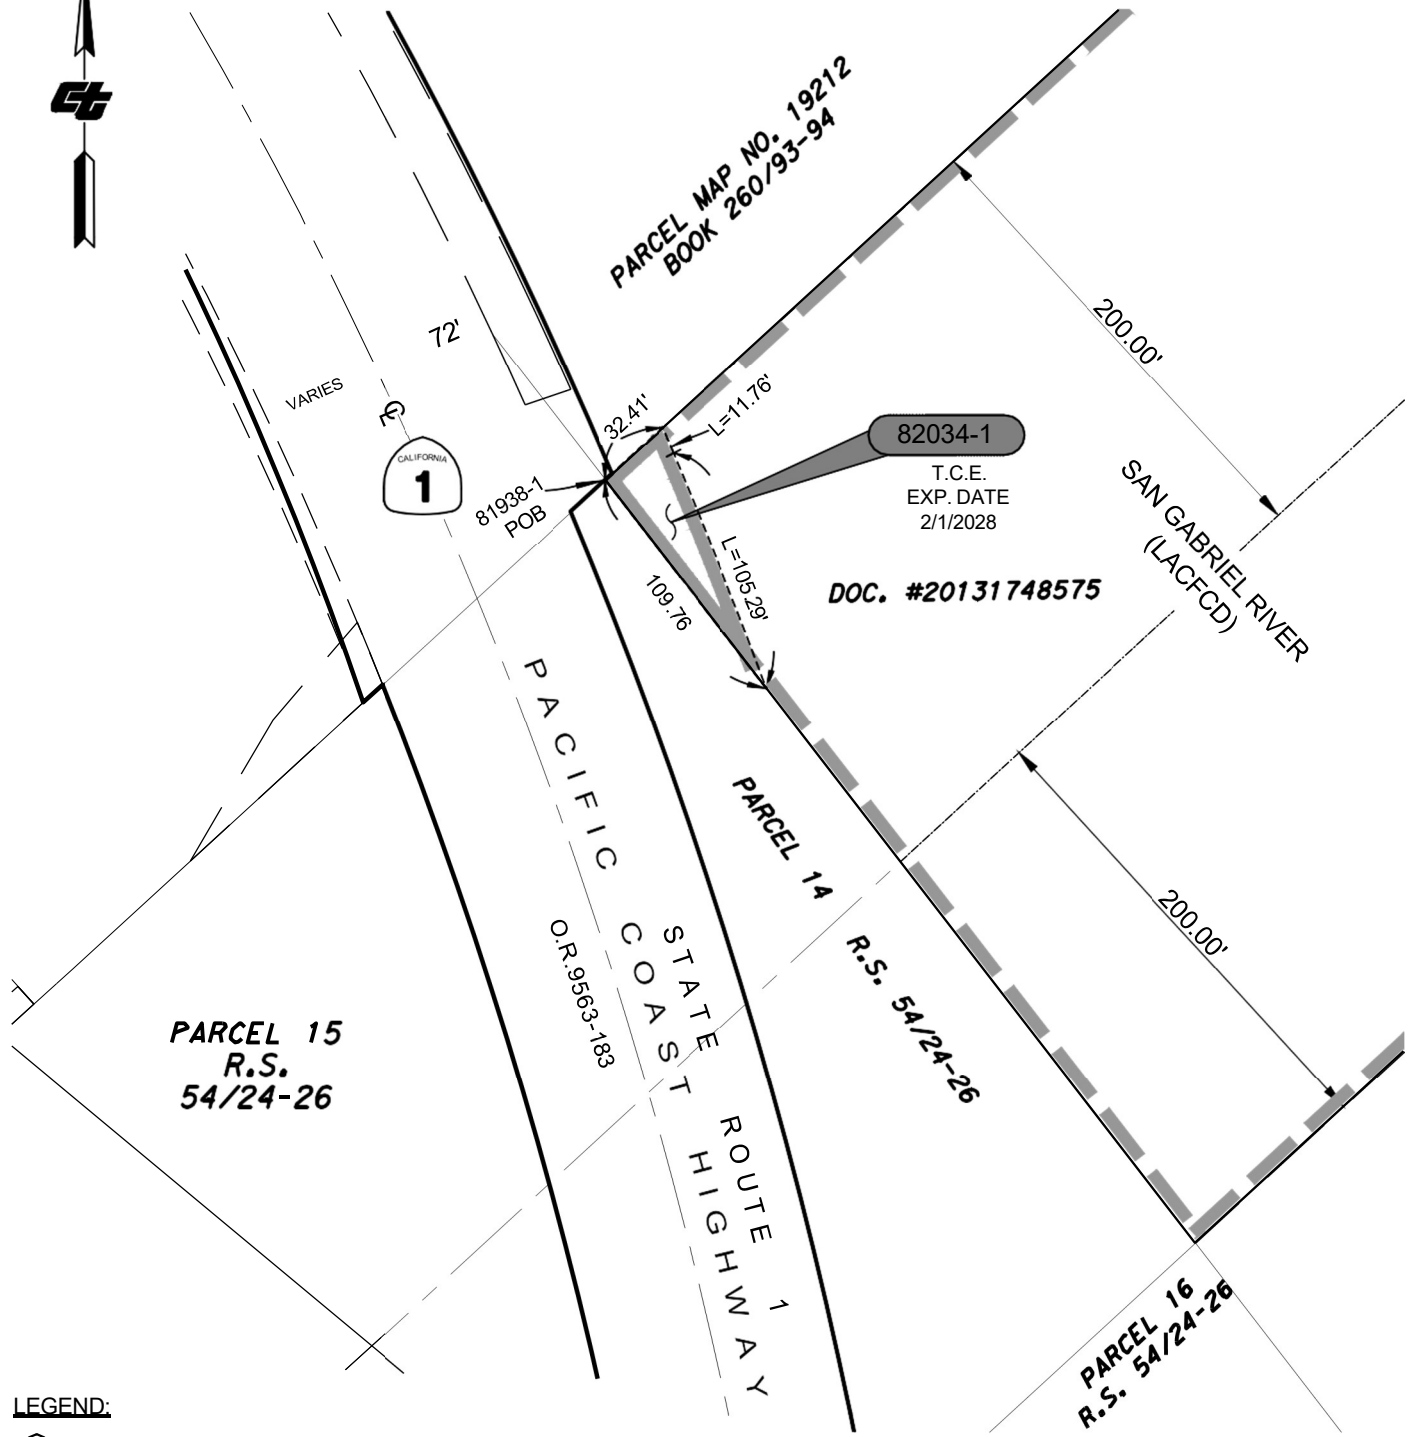 PARCEL MAP NO. 19212
BOOK 260/93-94
200.00'
72'
VARIES
CL
32.41'
L=11.76'
82034-1
T.C.E.
EXP. DATE
2/1/2028
CALIFORNIA
1
81938-1
POB
SAN GABRIEL RIVER
(LACFCD)
L=105.29'
109.76
DOC. #20131748575
PACIFIC COAST HIGHWAY
PARCEL 14
R.S. 54/24-26
200.00'
STATE ROUTE 1
O.R.9563-183
PARCEL 15
R.S.
54/24-26
PARCEL 16
R.S. 54/24-26
LEGEND: